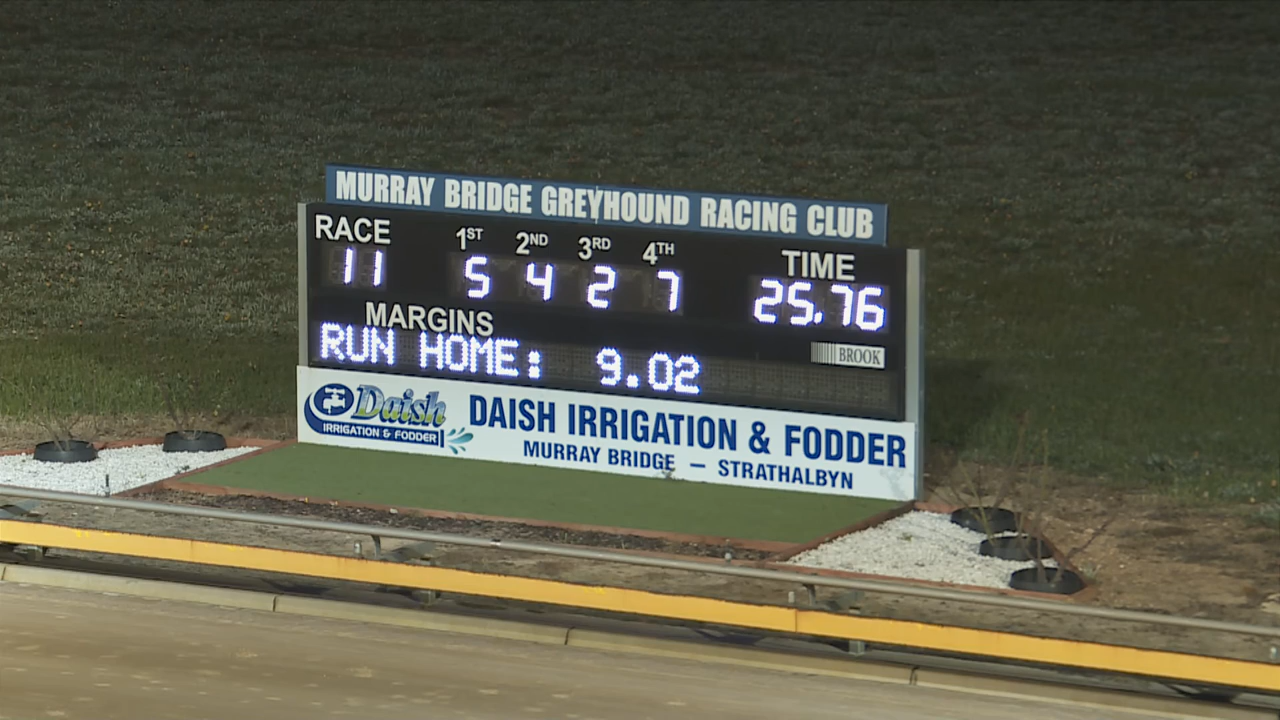 MURRAY BRIDGE GREYHOUND RACING CLUB
RACE 1ST 2ND 3RD 4TH TIME
11 5 4 2 7 25.76
MARGINS
RUN HOME: 9.02
BROOK
Daish
IRRIGATION & FODDER
DAISH IRRIGATION & FODDER
MURRAY BRIDGE – STRATHALBYN